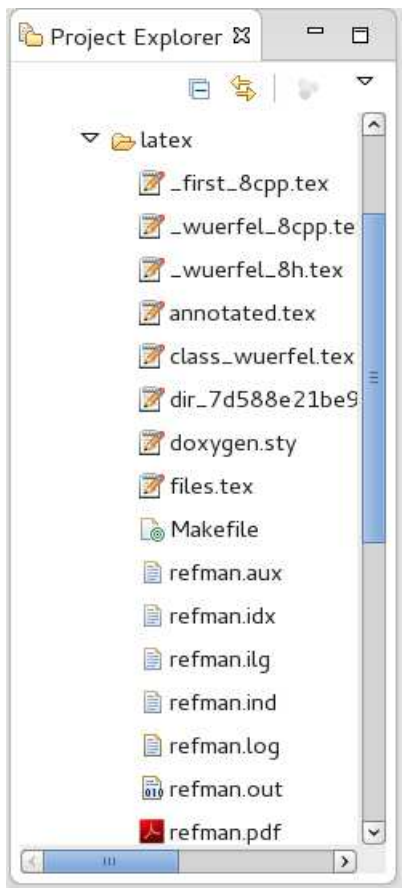 Project Explorer
latex
_first_8cpp.tex
_wuerfel_8cpp.te
_wuerfel_8h.tex
annotated.tex
class_wuerfel.tex
dir_7d588e21be9
doxygen.sty
files.tex
Makefile
refman.aux
refman.idx
refman.ilg
refman.ind
refman.log
010 refman.out
refman.pdf